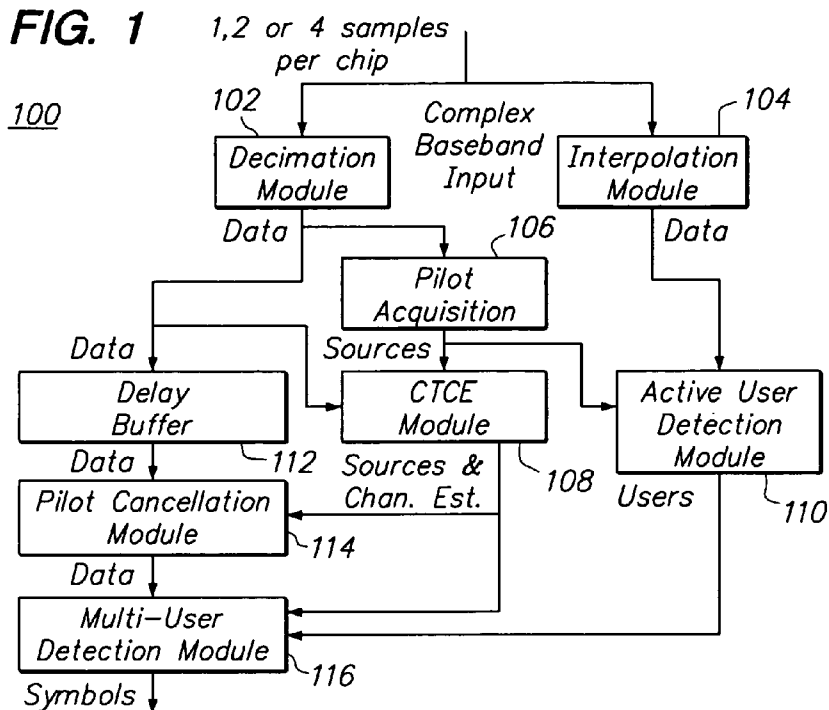 FIG. 1
1,2 or 4 samples
per chip
100
102
Complex
Baseband
Input
104
Decimation
Module
Interpolation
Module
Data
106
Data
Pilot
Acquisition
Data
Sources
Delay
Buffer
112
CTCE
Module
108
Active User
Detection
Module
110
Data
Sources &
Chan. Est.
Users
Pilot Cancellation
Module
114
Data
Multi-User
Detection Module
116
Symbols